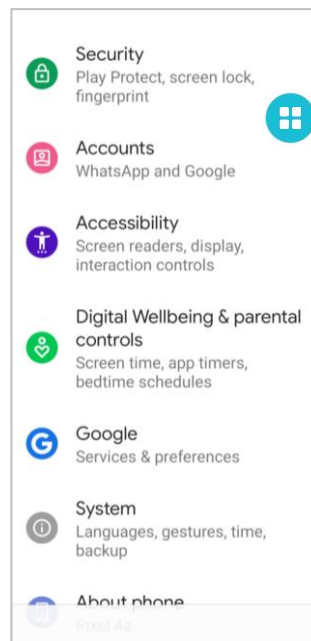 Security
Play Protect, screen lock,
fingerprint
Accounts
WhatsApp and Google
Accessibility
Screen readers, display,
interaction controls
Digital Wellbeing & parental
controls
Screen time, app timers,
bedtime schedules
Google
Services & preferences
System
Languages, gestures, time,
backup
About phone
Pixel 4a